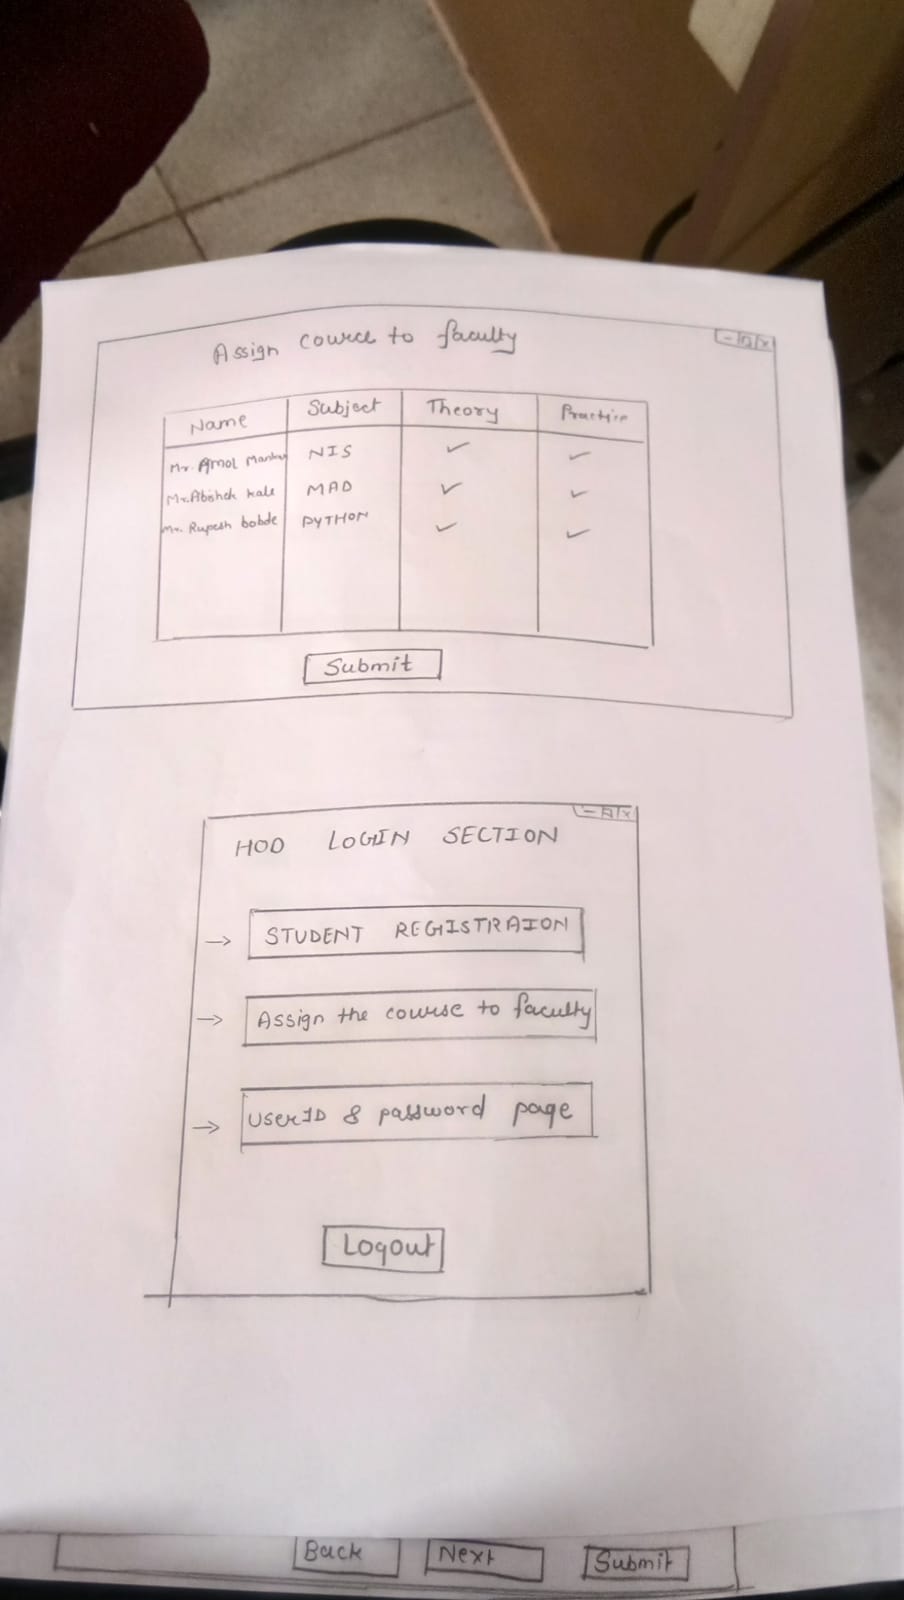 Assign cource to faculty
Name Subject Theory Practice
Mr. Amol NIS ✓ ✓
Mr. Abishek kale MAD ✓ ✓
Mr. Rupesh bobde PYTHON ✓ ✓
Submit
HOD LOGIN SECTION
→ STUDENT REGISTRAION
→ Assign the course to faculty
→ UserID & password page
Logout
Back Next Submit